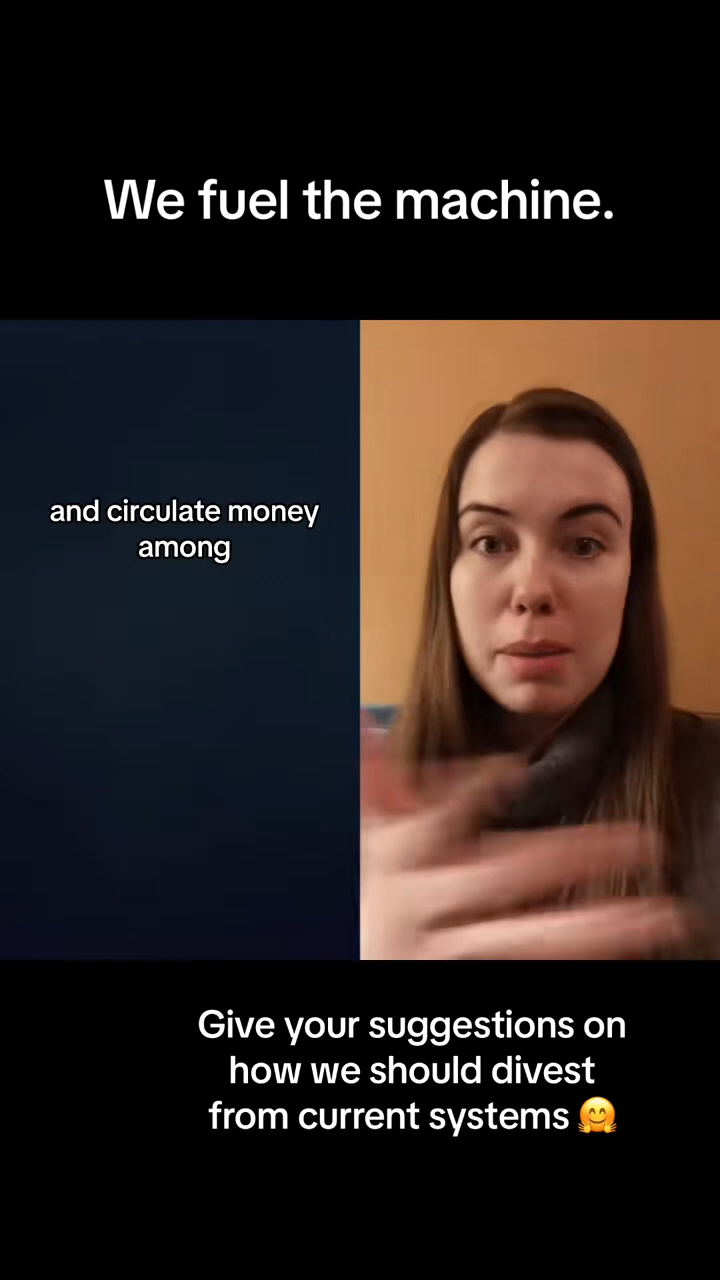 We fuel the machine.
and circulate money
among
Give your suggestions on
how we should divest
from current systems 🤗